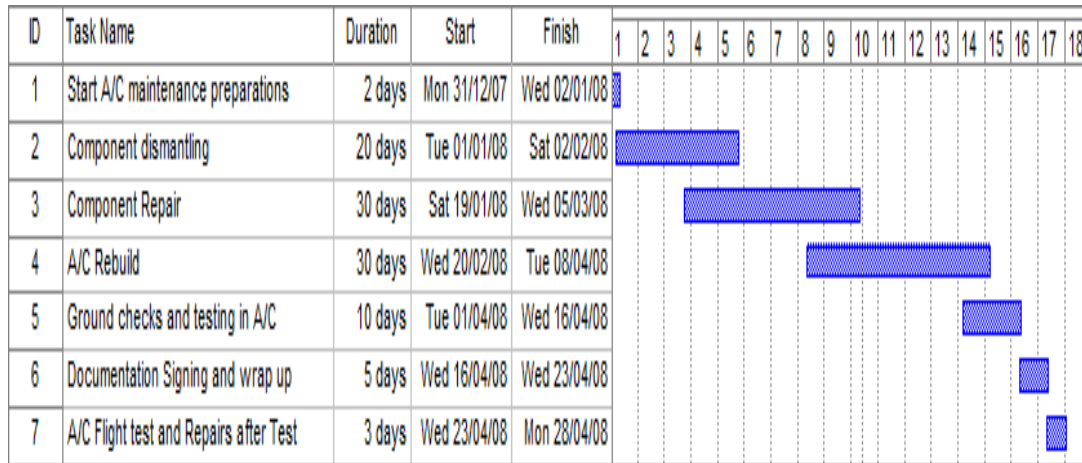 ID Task Name Duration Start Finish 1 2 3 4 5 6 7 8 9 10 11 12 13 14 15 16 17 18
1 Start A/C maintenance preparations 2 days Mon 31/12/07 Wed 02/01/08
2 Component dismantling 20 days Tue 01/01/08 Sat 02/02/08
3 Component Repair 30 days Sat 19/01/08 Wed 05/03/08
4 A/C Rebuild 30 days Wed 20/02/08 Tue 08/04/08
5 Ground checks and testing in A/C 10 days Tue 01/04/08 Wed 16/04/08
6 Documentation Signing and wrap up 5 days Wed 16/04/08 Wed 23/04/08
7 A/C Flight test and Repairs after Test 3 days Wed 23/04/08 Mon 28/04/08